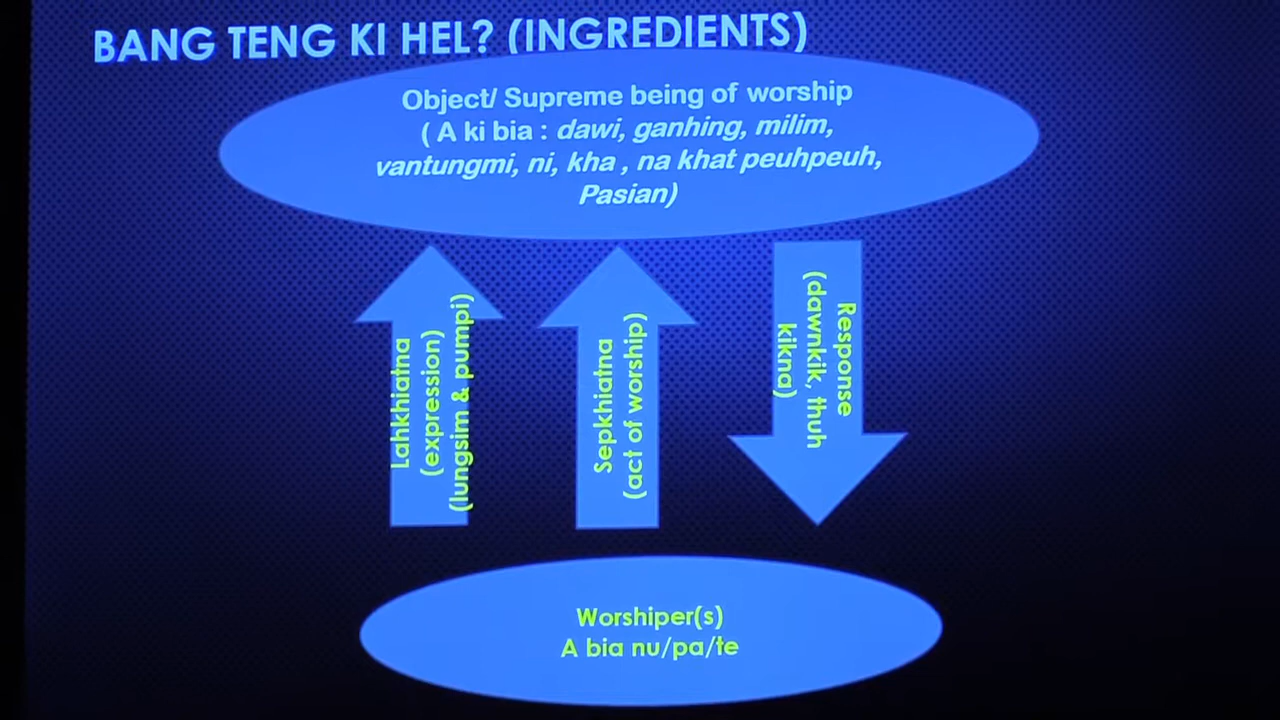 BANG TENG KI HEL? (INGREDIENTS)
Object/ Supreme being of worship
( A ki bia : dawi, ganhing, milim,
vantungmi, ni, kha , na khat peuhpeuh,
Pasian)
Lahkhiatna
(expression)
(lungsim & pumpi)
Sepkhiatna
(act of worship)
Response
(dawnkik, thuh
kikna)
Worshiper(s)
A bia nu/pa/te